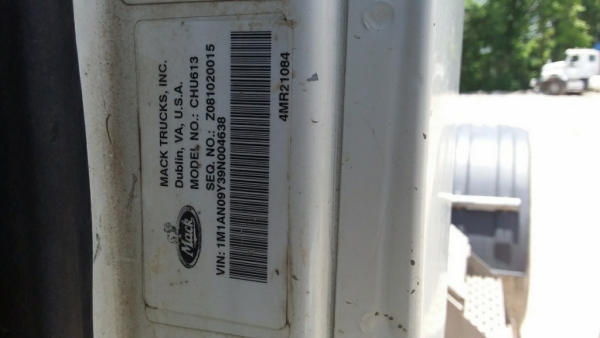 MACK TRUCKS, INC.
Dublin, VA, U.S.A.
MODEL NO.: CHU613
SEQ. NO.: Z081020015
Mack
VIN: 1M1AN09Y39N004638
4MR21084